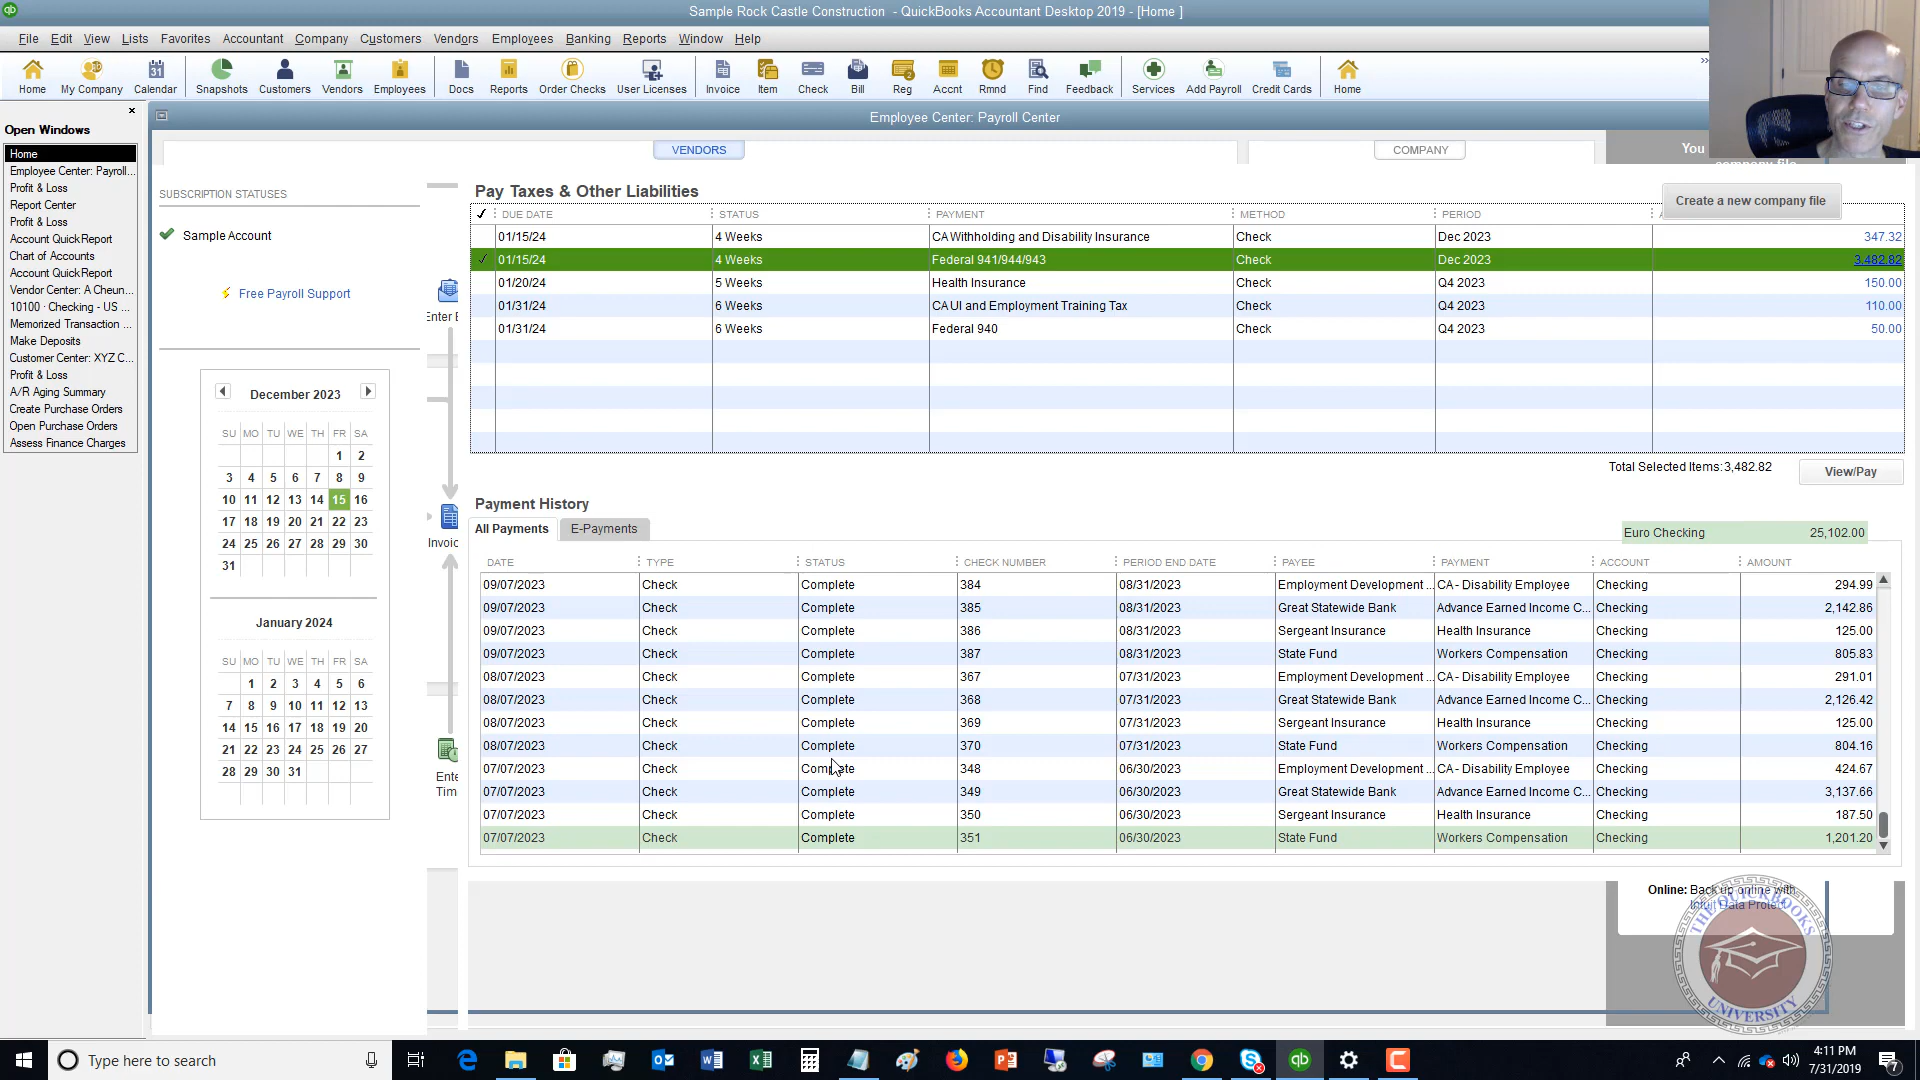 Sample Rock Castle Construction - QuickBooks Accountant Desktop 2019 - [Home ]
File Edit View Lists Favorites Accountant Company Customers Vendors Employees Banking Reports Window Help
Home My Company Calendar Snapshots Customers Vendors Employees Docs Reports Order Checks User Licenses Invoice Item Check Bill Reg Accnt Rmnd Find Feedback Services Add Payroll Credit Cards Home
31
Employee Center: Payroll Center
Open Windows
Home
Employee Center: Payroll...
Profit & Loss
Report Center
Profit & Loss
Account QuickReport
Chart of Accounts
Account QuickReport
Vendor Center: A Cheun...
10100 · Checking - US ...
Memorized Transaction ...
Make Deposits
Customer Center: XYZ C...
Profit & Loss
A/R Aging Summary
Create Purchase Orders
Open Purchase Orders
Assess Finance Charges
VENDORS
COMPANY
You
company file
Create a new company file
SUBSCRIPTION STATUSES
Sample Account
Free Payroll Support
December 2023
SU MO TU WE TH FR SA
1 2
3 4 5 6 7 8 9
10 11 12 13 14 15 16
17 18 19 20 21 22 23
24 25 26 27 28 29 30
31
January 2024
SU MO TU WE TH FR SA
1 2 3 4 5 6
7 8 9 10 11 12 13
14 15 16 17 18 19 20
21 22 23 24 25 26 27
28 29 30 31
Enter
Invoic
Ente
Tim
Pay Taxes & Other Liabilities
DUE DATE STATUS PAYMENT METHOD PERIOD
01/15/24 4 Weeks CA Withholding and Disability Insurance Check Dec 2023 347.32
01/15/24 4 Weeks Federal 941/944/943 Check Dec 2023 3,482.82
01/20/24 5 Weeks Health Insurance Check Q4 2023 150.00
01/31/24 6 Weeks CA UI and Employment Training Tax Check Q4 2023 110.00
01/31/24 6 Weeks Federal 940 Check Q4 2023 50.00
Total Selected Items: 3,482.82
View/Pay
Payment History
All Payments E-Payments
Euro Checking 25,102.00
DATE TYPE STATUS CHECK NUMBER PERIOD END DATE PAYEE PAYMENT ACCOUNT AMOUNT
09/07/2023 Check Complete 384 08/31/2023 Employment Development ... CA - Disability Employee Checking 294.99
09/07/2023 Check Complete 385 08/31/2023 Great Statewide Bank Advance Earned Income C... Checking 2,142.86
09/07/2023 Check Complete 386 08/31/2023 Sergeant Insurance Health Insurance Checking 125.00
09/07/2023 Check Complete 387 08/31/2023 State Fund Workers Compensation Checking 805.83
08/07/2023 Check Complete 367 07/31/2023 Employment Development ... CA - Disability Employee Checking 291.01
08/07/2023 Check Complete 368 07/31/2023 Great Statewide Bank Advance Earned Income C... Checking 2,126.42
08/07/2023 Check Complete 369 07/31/2023 Sergeant Insurance Health Insurance Checking 125.00
08/07/2023 Check Complete 370 07/31/2023 State Fund Workers Compensation Checking 804.16
07/07/2023 Check Complete 348 06/30/2023 Employment Development ... CA - Disability Employee Checking 424.67
07/07/2023 Check Complete 349 06/30/2023 Great Statewide Bank Advance Earned Income C... Checking 3,137.66
07/07/2023 Check Complete 350 06/30/2023 Sergeant Insurance Health Insurance Checking 187.50
07/07/2023 Check Complete 351 06/30/2023 State Fund Workers Compensation Checking 1,201.20
Online: Back up online with
Intuit Data Protect
THE QUICKBOOKS
UNIVERSITY
Type here to search
4:11 PM
7/31/2019
7